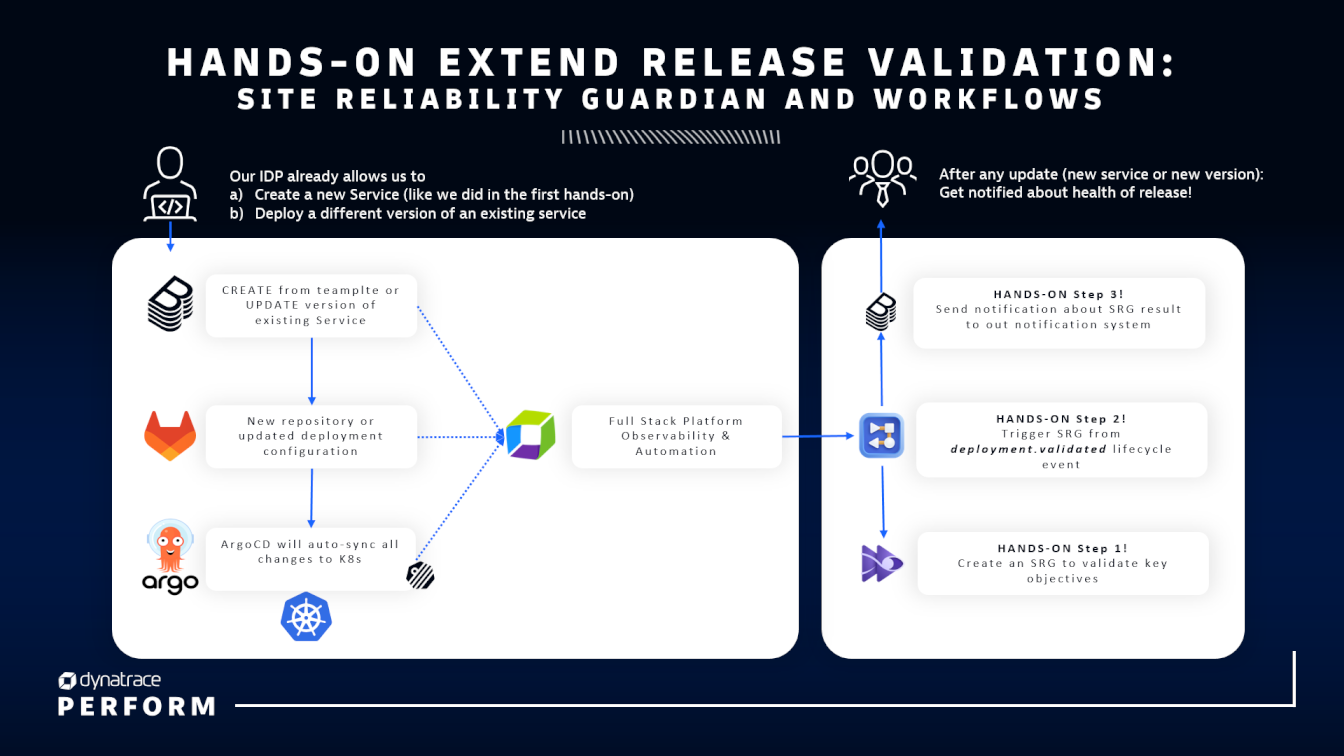 HANDS-ON EXTEND RELEASE VALIDATION:
SITE RELIABILITY GUARDIAN AND WORKFLOWS
Our IDP already allows us to
a) Create a new Service (like we did in the first hands-on)
b) Deploy a different version of an existing service
After any update (new service or new version):
Get notified about health of release!
CREATE from teamplte or
UPDATE version of
existing Service
New repository or
updated deployment
configuration
ArgoCD will auto-sync all
changes to K8s
argo
Full Stack Platform
Observability &
Automation
HANDS-ON Step 3!
Send notification about SRG result
to out notification system
HANDS-ON Step 2!
Trigger SRG from
deployment.validated lifecycle
event
HANDS-ON Step 1!
Create an SRG to validate key
objectives
dynatrace
PERFORM